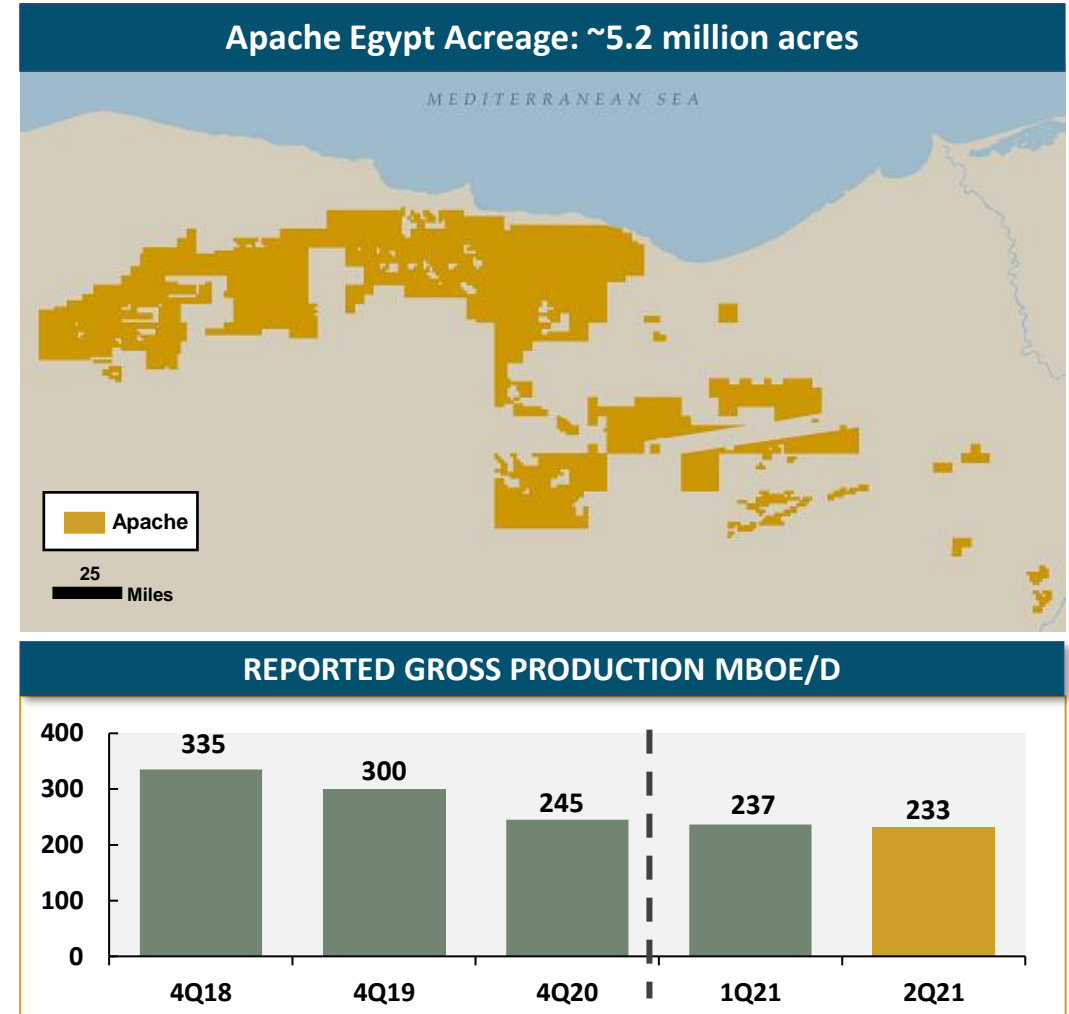 Apache Egypt Acreage: ~5.2 million acres
MEDITERRANEAN SEA
Apache
25
Miles
REPORTED GROSS PRODUCTION MBOE/D
400
300
200
100
0
335
300
245
237
233
4Q18
4Q19
4Q20
1Q21
2Q21